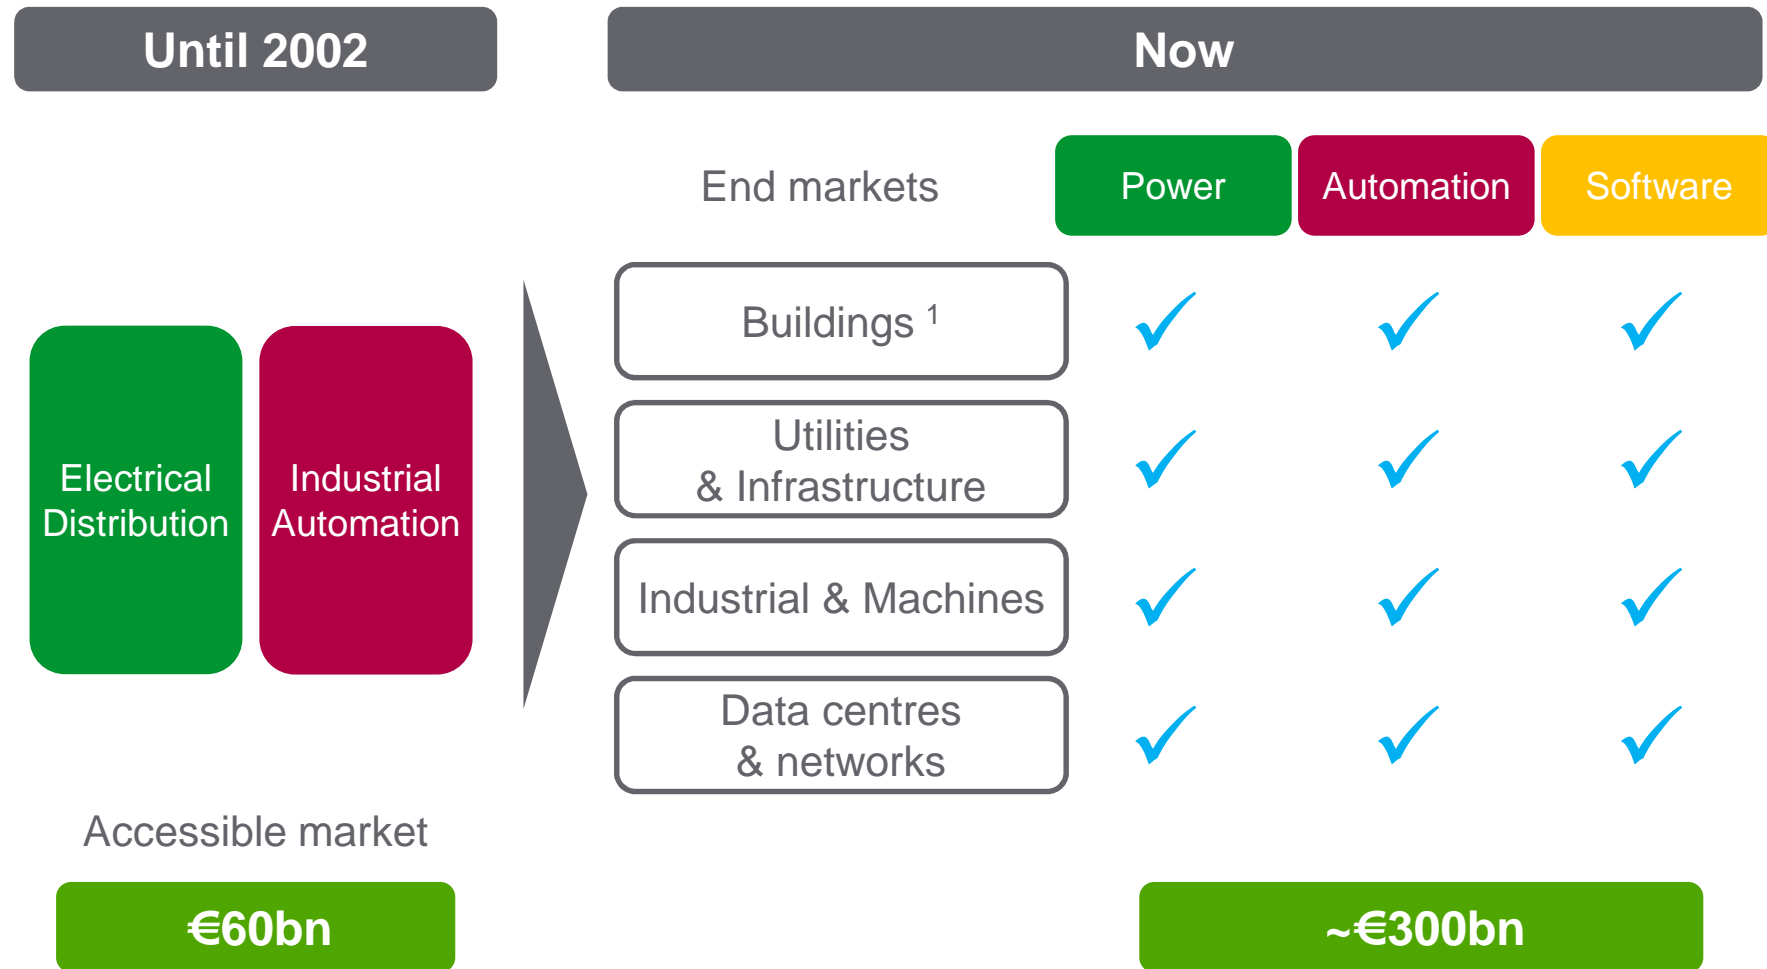 Until 2002
Now
End markets
Power
Automation
Software
Electrical
Distribution
Industrial
Automation
Buildings ¹
Utilities
& Infrastructure
Industrial & Machines
Data centres
& networks
Accessible market
€60bn
~€300bn